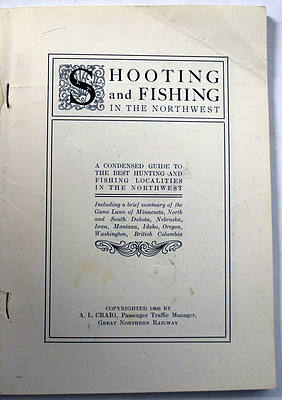 SHOOTING
and FISHING
IN THE NORTHWEST
A CONDENSED GUIDE TO
THE BEST HUNTING AND
FISHING LOCALITIES
IN THE NORTHWEST
Including a brief summary of the
Game Laws of Minnesota, North
and South Dakota, Nebraska,
Iowa, Montana, Idaho, Oregon,
Washington, British Columbia
COPYRIGHTED 1906 BY
A. L. CRAIG, Passenger Traffic Manager,
GREAT NORTHERN RAILWAY